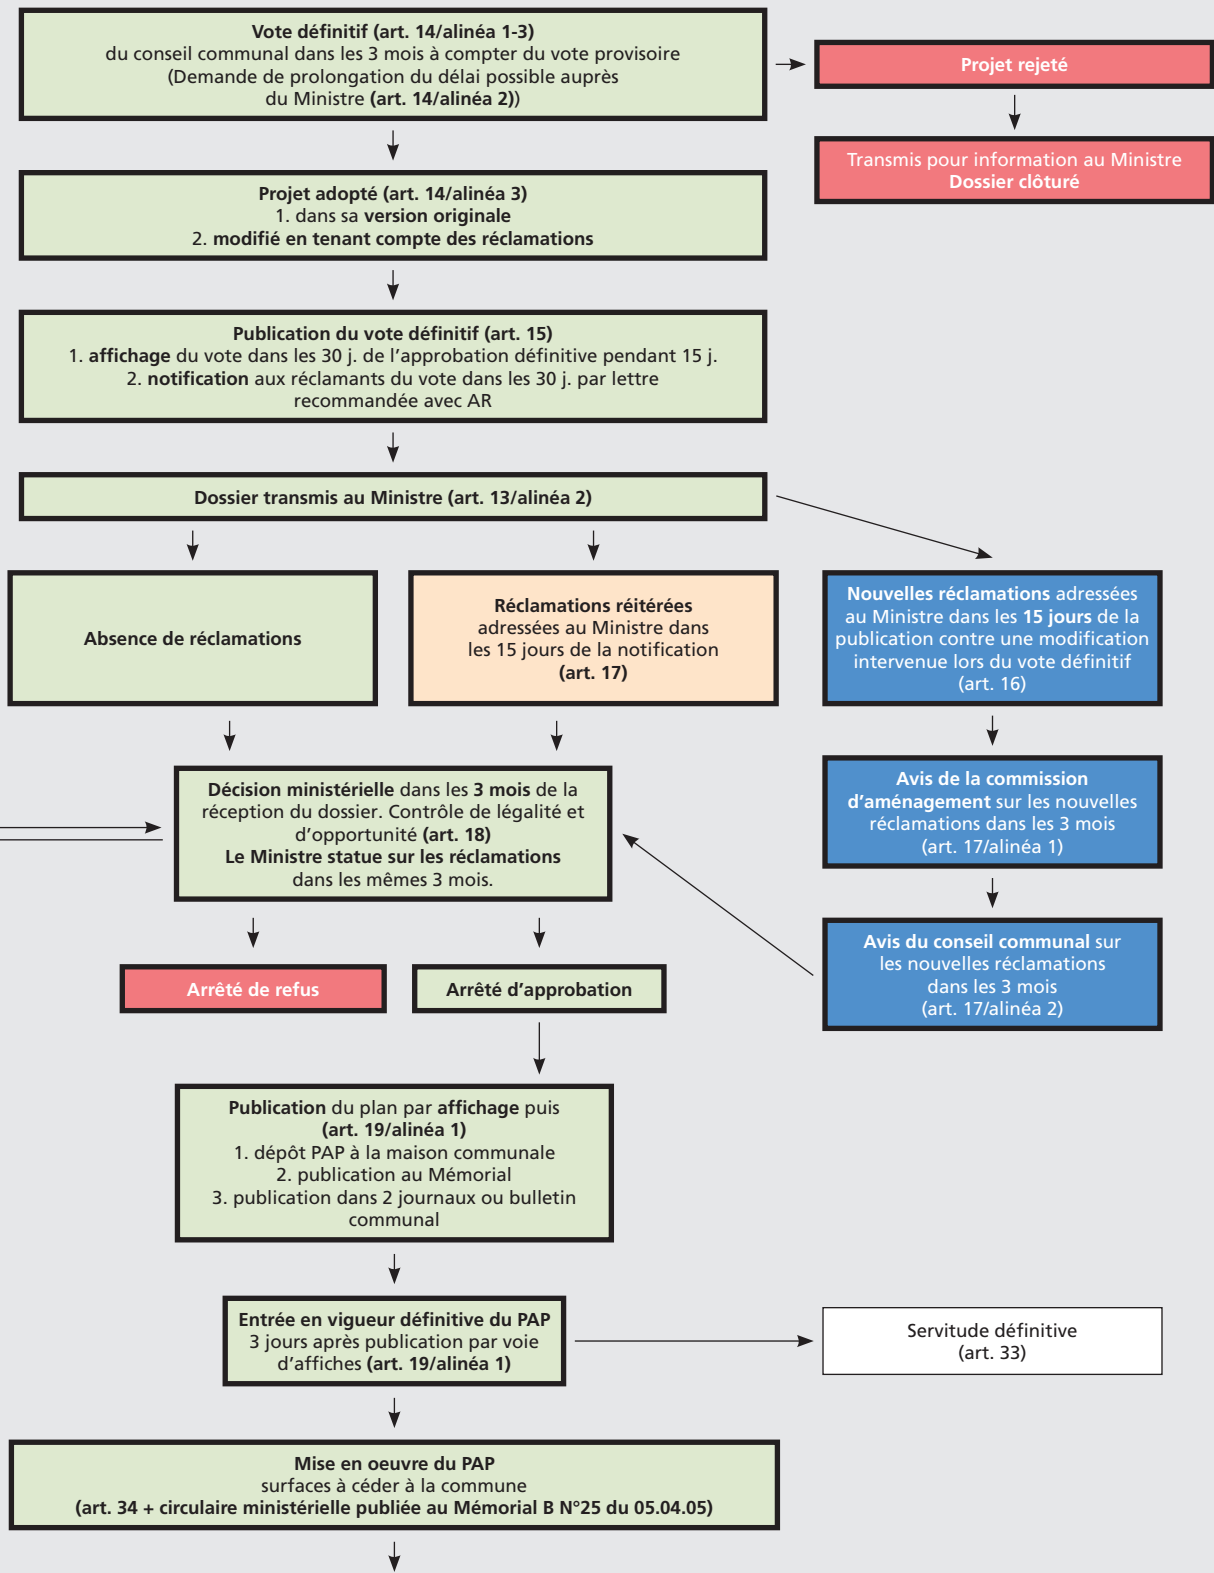 Vote définitif (art. 14/alinéa 1-3)
du conseil communal dans les 3 mois à compter du vote provisoire
(Demande de prolongation du délai possible auprès
du Ministre (art. 14/alinéa 2))
Projet rejeté
Transmis pour information au Ministre
Dossier clôturé
Projet adopté (art. 14/alinéa 3)
1. dans sa version originale
2. modifié en tenant compte des réclamations
Publication du vote définitif (art. 15)
1. affichage du vote dans les 30 j. de l’approbation définitive pendant 15 j.
2. notification aux réclamants du vote dans les 30 j. par lettre
recommandée avec AR
Dossier transmis au Ministre (art. 13/alinéa 2)
Absence de réclamations
Réclamations réitérées
adressées au Ministre dans
les 15 jours de la notification
(art. 17)
Nouvelles réclamations adressées
au Ministre dans les 15 jours de la
publication contre une modification
intervenue lors du vote définitif
(art. 16)
Décision ministérielle dans les 3 mois de la
réception du dossier. Contrôle de légalité et
d’opportunité (art. 18)
Le Ministre statue sur les réclamations
dans les mêmes 3 mois.
Avis de la commission
d’aménagement sur les nouvelles
réclamations dans les 3 mois
(art. 17/alinéa 1)
Avis du conseil communal sur
les nouvelles réclamations
dans les 3 mois
(art. 17/alinéa 2)
Arrêté de refus
Arrêté d’approbation
Publication du plan par affichage puis
(art. 19/alinéa 1)
1. dépôt PAP à la maison communale
2. publication au Mémorial
3. publication dans 2 journaux ou bulletin
communal
Entrée en vigueur définitive du PAP
3 jours après publication par voie
d’affiches (art. 19/alinéa 1)
Servitude définitive
(art. 33)
Mise en oeuvre du PAP
surfaces à céder à la commune
(art. 34 + circulaire ministérielle publiée au Mémorial B N°25 du 05.04.05)